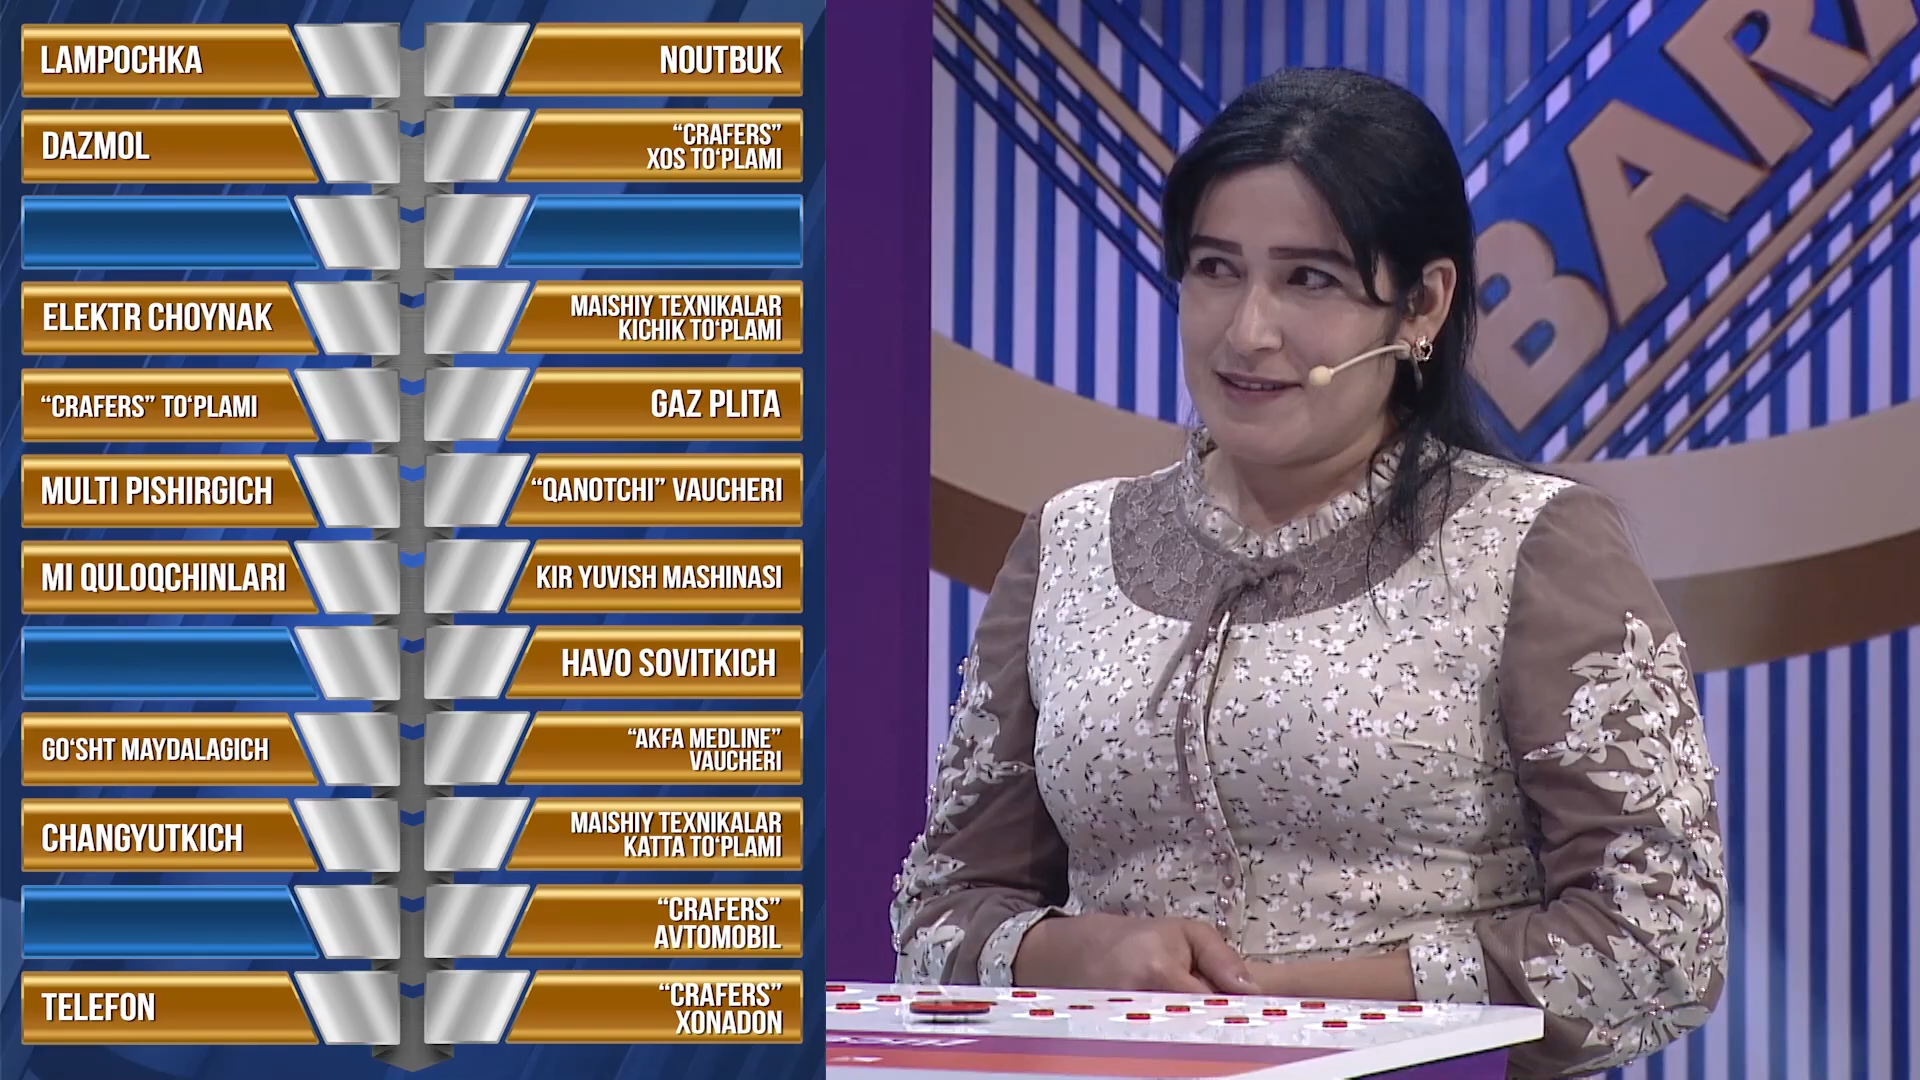 LAMPOCHKA
DAZMOL
ELEKTR CHOYNAK
“CRAFERS” TO‘PLAMI
MULTI PISHIRGICH
MI QULOQCHINLARI
GO‘SHT MAYDALAGICH
CHANGYUTKICH
TELEFON
NOUTBUK
“CRAFERS”
XOS TO‘PLAMI
MAISHIY TEXNIKALAR
KICHIK TO‘PLAMI
GAZ PLITA
“QANOTCHI” VAUCHERI
KIR YUVISH MASHINASI
HAVO SOVITKICH
“AKFA MEDLINE”
VAUCHERI
MAISHIY TEXNIKALAR
KATTA TO‘PLAMI
“CRAFERS”
AVTOMOBIL
“CRAFERS”
XONADON